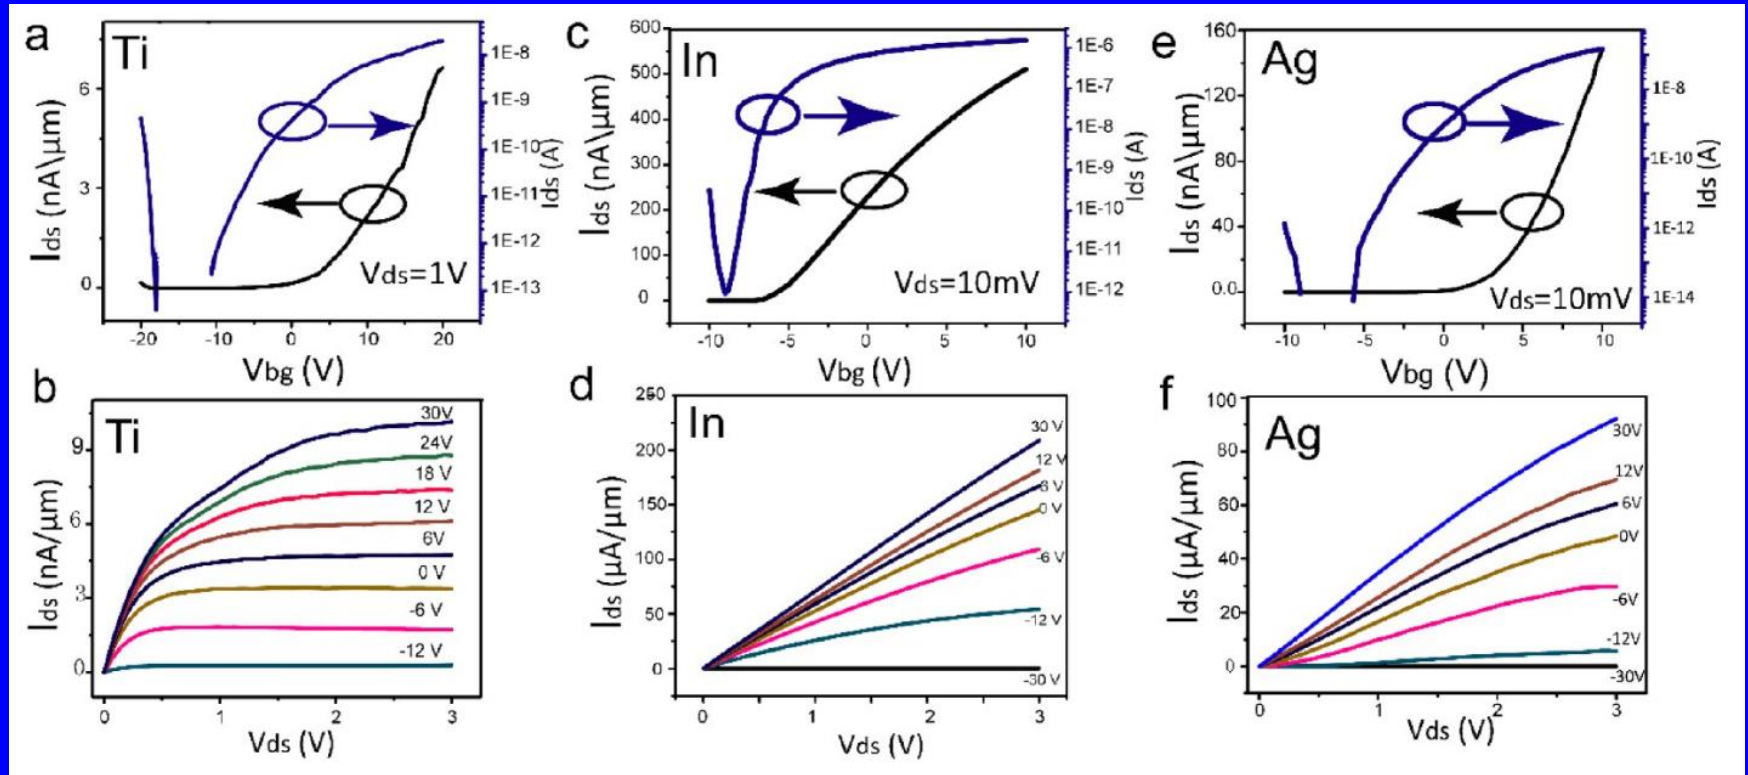 a
Ti
Ids (nA\μm)
6
3
0
1E-8
1E-9
1E-10
1E-11
1E-12
1E-13
Ids (A)
Vds=1V
-20
-10
0
10
20
Vbg (V)
c
In
Ids (nA\μm)
600
500
400
300
200
100
0
1E-6
1E-7
1E-8
1E-9
1E-10
1E-11
1E-12
Ids (A)
Vds=10mV
-10
-5
0
5
10
Vbg (V)
e
Ag
Ids (nA\μm)
160
120
80
40
0.0
1E-8
1E-10
1E-12
1E-14
Ids (A)
Vds=10mV
-10
-5
0
5
10
Vbg (V)
b
Ti
Ids (nA/μm)
9
6
3
0
30V
24V
18 V
12 V
6V
0 V
-6 V
-12 V
0
1
2
3
Vds (V)
d
In
Ids (μA/μm)
250
200
150
100
50
0
30 V
12 V
6 V
0 V
-6 V
-12 V
-30 V
0
1
2
3
Vds (V)
f
Ag
Ids (μA/μm)
100
80
60
40
20
0
30V
12V
6V
0V
-6V
-12V
-30V
0
1
2
3
Vds (V)